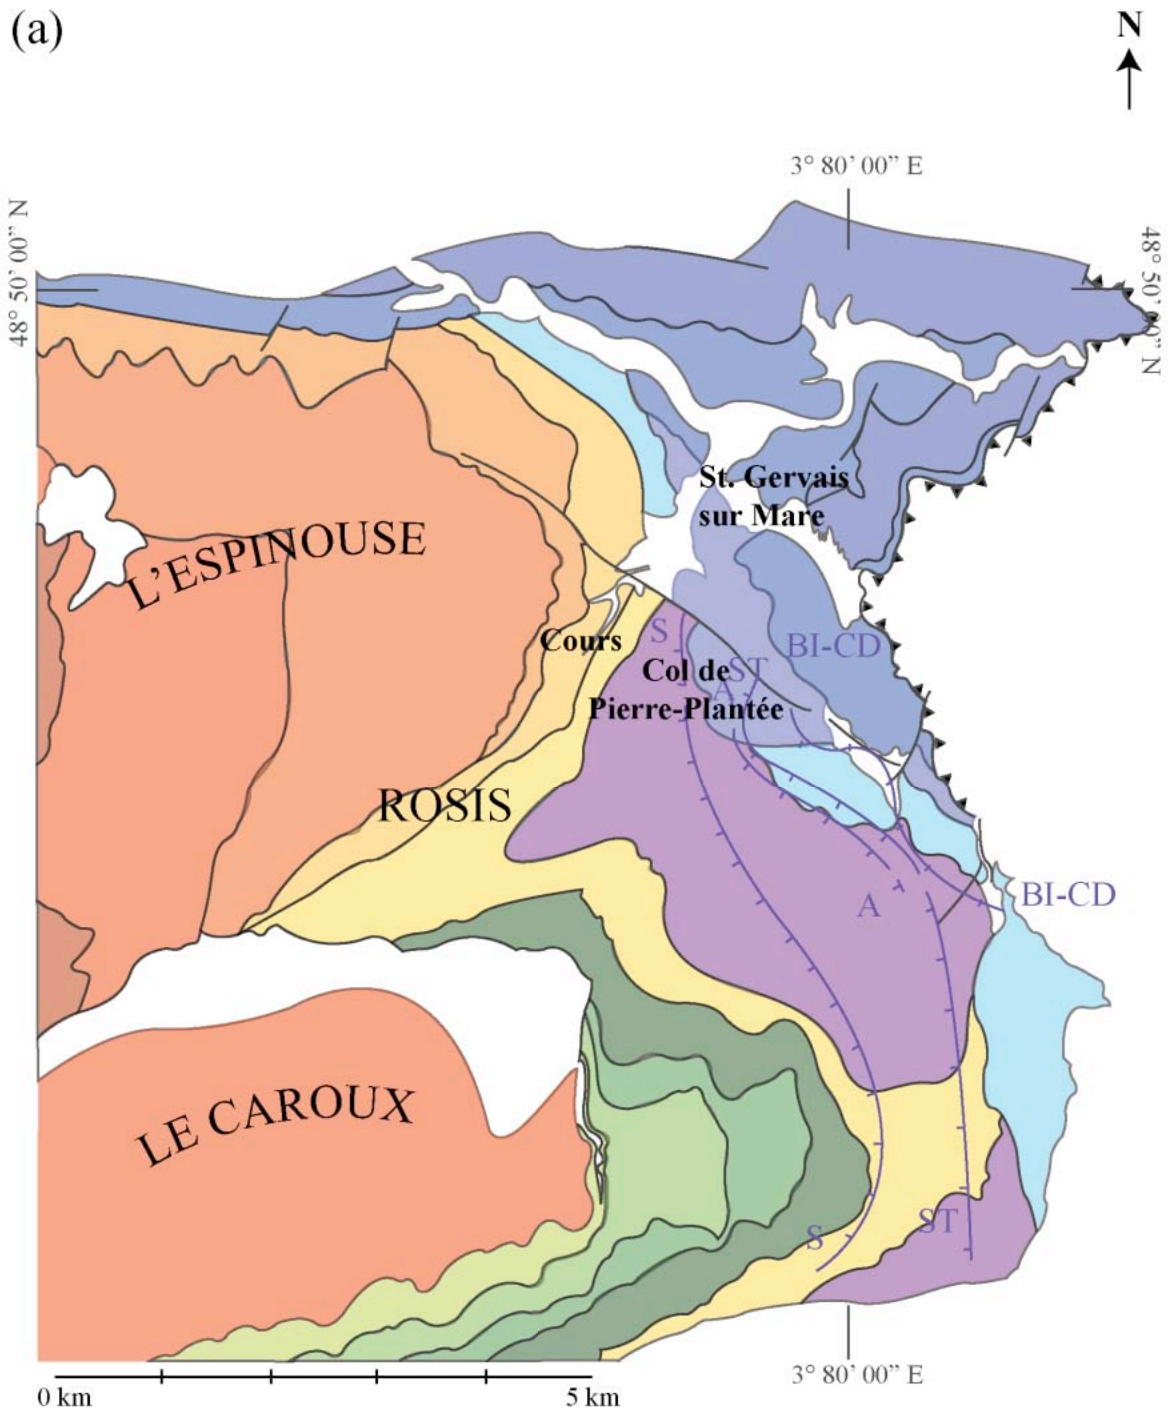 (a)
N
3° 80' 00" E
48° 50' 00" N
48° 50' 00" N
St. Gervais
sur Mare
L'ESPINOUSE
Cours
S
BI-CD
Col de
ST
A
Pierre-Plantée
ROSIS
A
BI-CD
LE CAROUX
S
ST
3° 80' 00" E
0 km
5 km